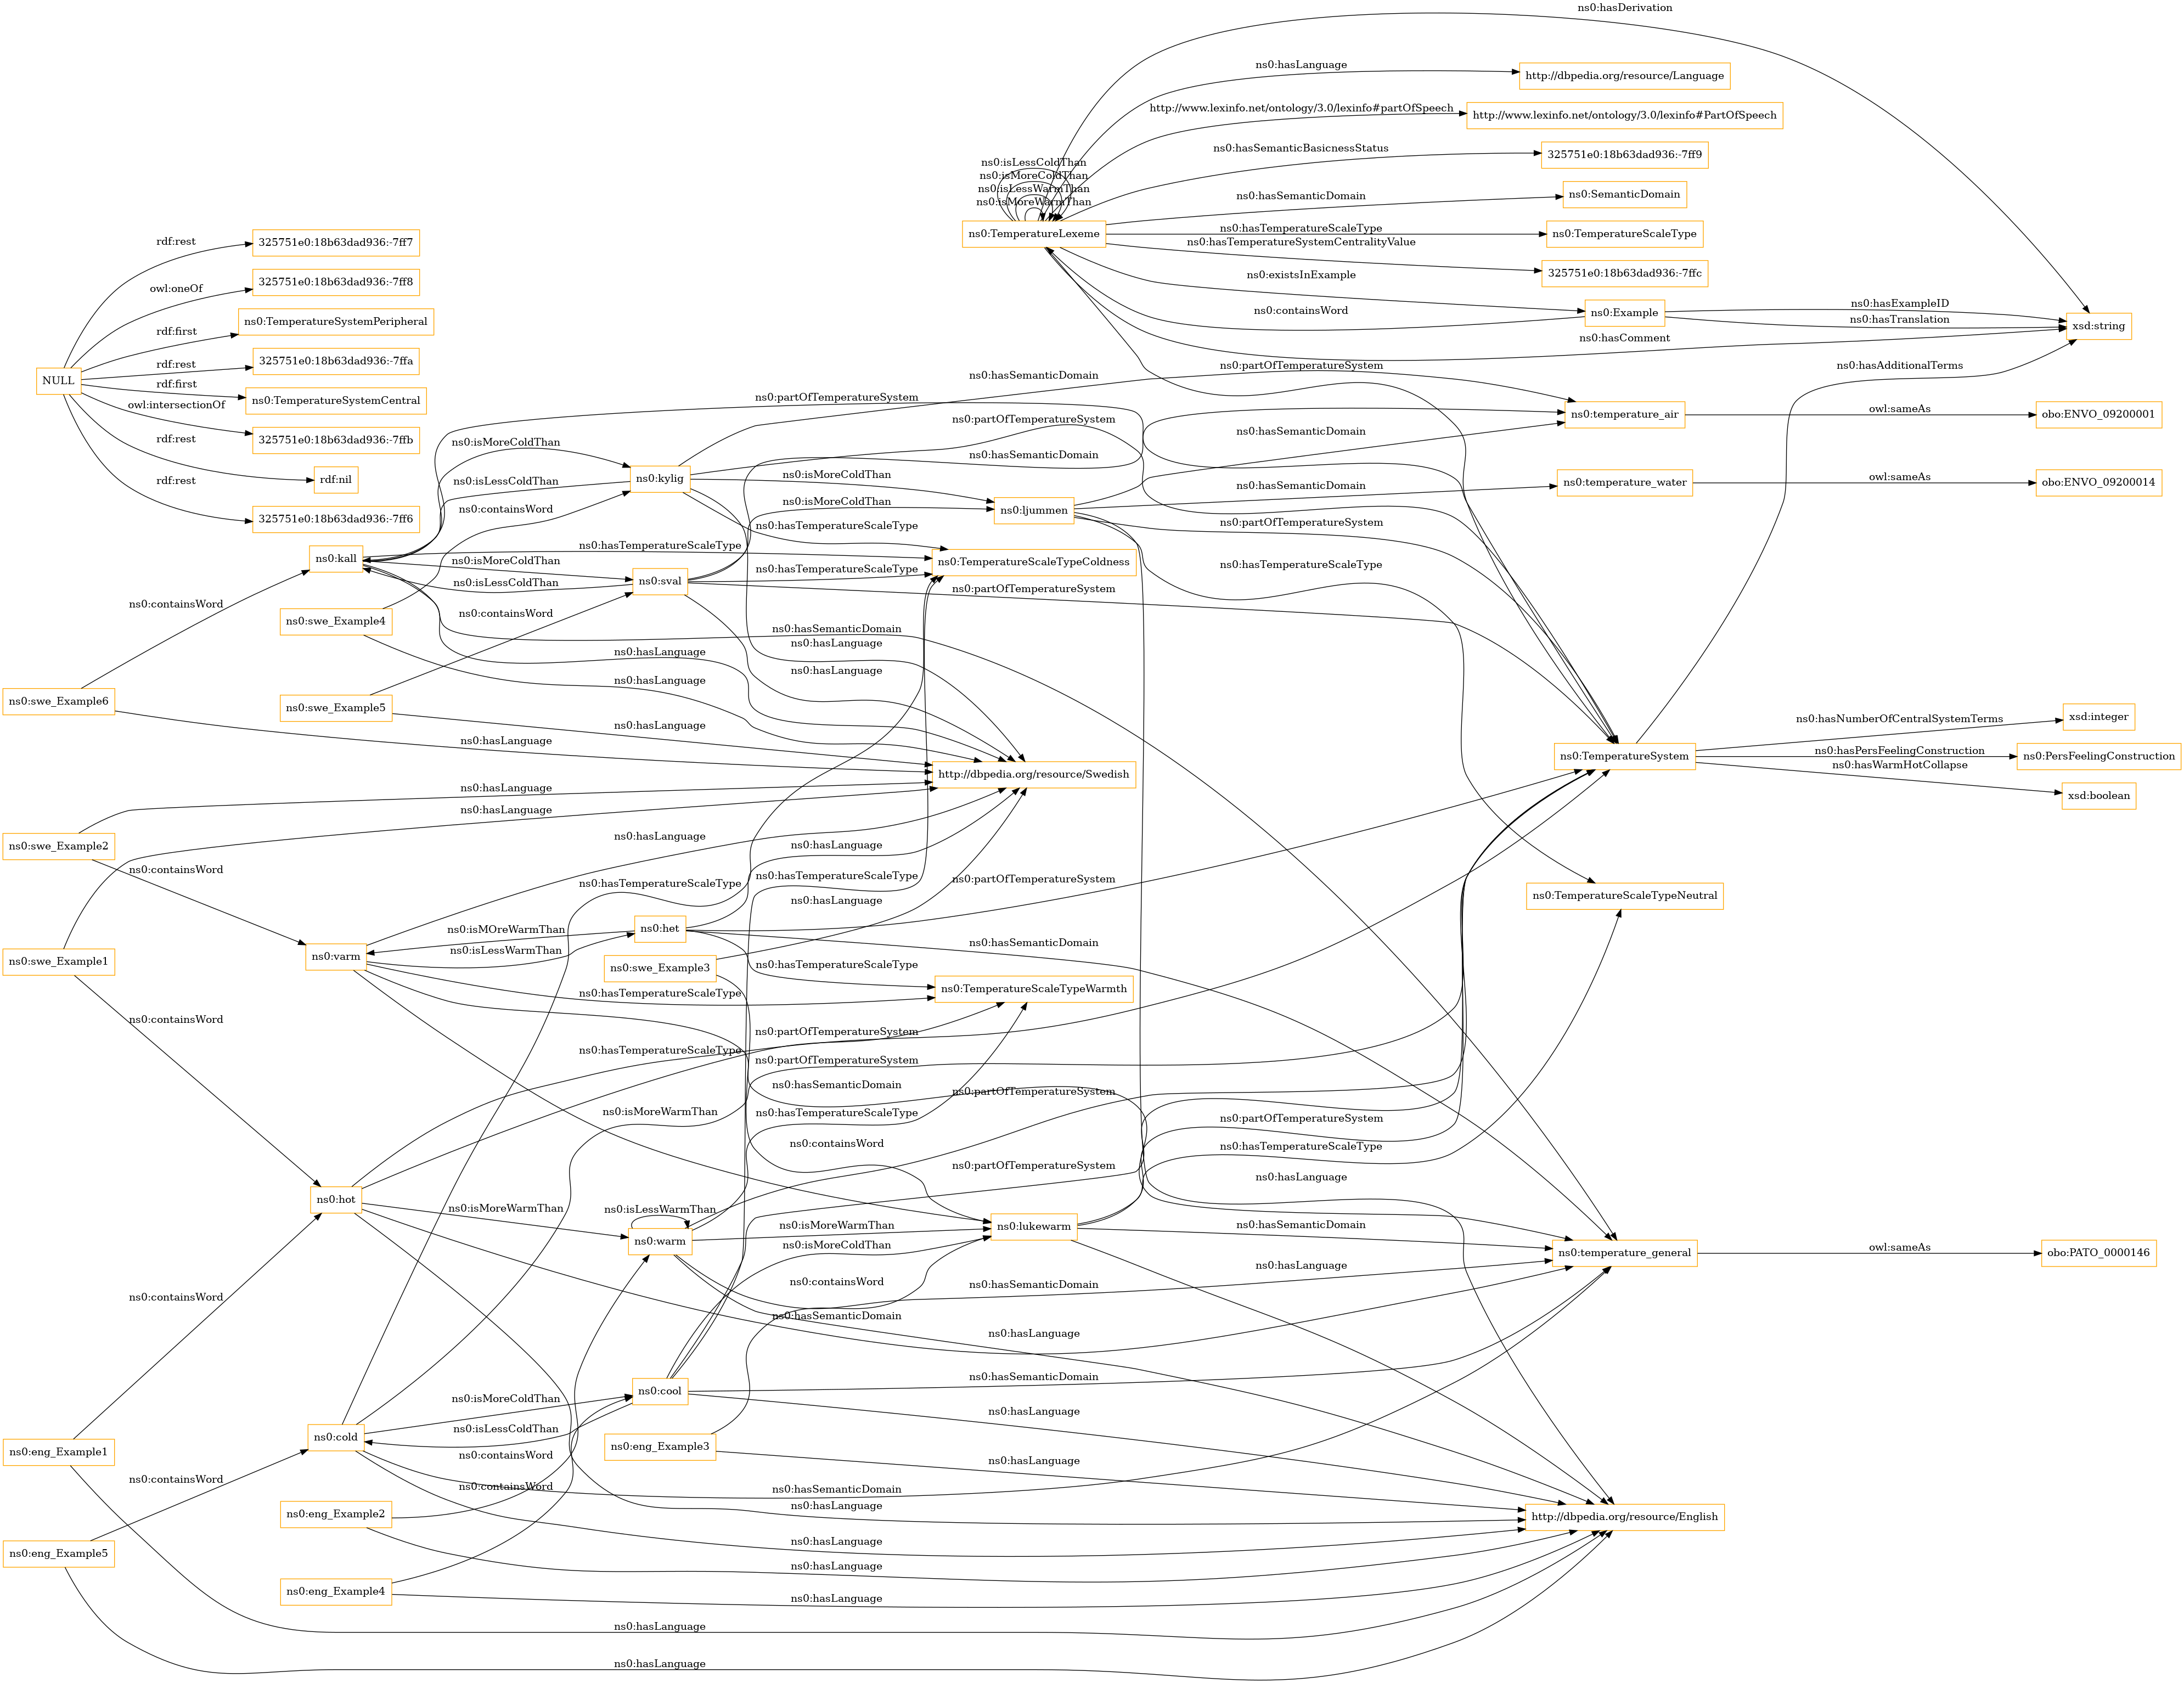 ns0:hasDerivation
ns0:hasLanguage
http://dbpedia.org/resource/Language
http://www.lexinfo.net/ontology/3.0/lexinfo#partOfSpeech
http://www.lexinfo.net/ontology/3.0/lexinfo#PartOfSpeech
ns0:hasSemanticBasicnessStatus
325751e0:18b63dad936:-7ff9
ns0:isLessColdThan
ns0:isMoreColdThan
ns0:isLessWarmThan
ns0:isMoreWarmThan
ns0:hasSemanticDomain
ns0:SemanticDomain
ns0:TemperatureLexeme
ns0:hasTemperatureScaleType
ns0:TemperatureScaleType
ns0:hasTemperatureSystemCentralityValue
325751e0:18b63dad936:-7ffc
rdf:rest
325751e0:18b63dad936:-7ff7
ns0:existsInExample
owl:oneOf
325751e0:18b63dad936:-7ff8
ns0:containsWord
ns0:Example
ns0:hasExampleID
ns0:hasTranslation
xsd:string
rdf:first
ns0:TemperatureSystemPeripheral
ns0:hasComment
rdf:rest
325751e0:18b63dad936:-7ffa
NULL
rdf:first
ns0:TemperatureSystemCentral
ns0:hasSemanticDomain
ns0:partOfTemperatureSystem
ns0:hasAdditionalTerms
owl:intersectionOf
325751e0:18b63dad936:-7ffb
ns0:partOfTemperatureSystem
ns0:partOfTemperatureSystem
ns0:temperature_air
owl:sameAs
obo:ENVO_09200001
rdf:rest
rdf:nil
ns0:isMoreColdThan
ns0:hasSemanticDomain
ns0:hasSemanticDomain
rdf:rest
325751e0:18b63dad936:-7ff6
ns0:isLessColdThan
ns0:kylig
ns0:isMoreColdThan
ns0:hasSemanticDomain
ns0:temperature_water
owl:sameAs
obo:ENVO_09200014
ns0:containsWord
ns0:isMoreColdThan
ns0:ljummen
ns0:partOfTemperatureSystem
ns0:hasTemperatureScaleType
ns0:kall
ns0:hasTemperatureScaleType
ns0:TemperatureScaleTypeColdness
ns0:isMoreColdThan
ns0:isLessColdThan
ns0:sval
ns0:hasTemperatureScaleType
ns0:partOfTemperatureSystem
ns0:hasTemperatureScaleType
ns0:containsWord
ns0:swe_Example4
ns0:containsWord
ns0:hasSemanticDomain
ns0:hasLanguage
ns0:hasLanguage
ns0:hasLanguage
ns0:hasLanguage
ns0:swe_Example6
ns0:swe_Example5
ns0:hasLanguage
ns0:hasLanguage
ns0:hasNumberOfCentralSystemTerms
xsd:integer
ns0:TemperatureSystem
ns0:hasPersFeelingConstruction
ns0:PersFeelingConstruction
ns0:hasWarmHotCollapse
xsd:boolean
http://dbpedia.org/resource/Swedish
ns0:hasLanguage
ns0:hasLanguage
ns0:swe_Example2
ns0:hasLanguage
ns0:hasLanguage
ns0:containsWord
ns0:hasTemperatureScaleType
ns0:hasTemperatureScaleType
ns0:partOfTemperatureSystem
ns0:hasLanguage
ns0:TemperatureScaleTypeNeutral
ns0:isMOreWarmThan
ns0:het
ns0:isLessWarmThan
ns0:hasSemanticDomain
ns0:swe_Example1
ns0:varm
ns0:swe_Example3
ns0:hasTemperatureScaleType
ns0:hasTemperatureScaleType
ns0:TemperatureScaleTypeWarmth
ns0:containsWord
ns0:partOfTemperatureSystem
ns0:hasTemperatureScaleType
ns0:partOfTemperatureSystem
ns0:hasSemanticDomain
ns0:partOfTemperatureSystem
ns0:isMoreWarmThan
ns0:hasTemperatureScaleType
ns0:partOfTemperatureSystem
ns0:containsWord
ns0:hasTemperatureScaleType
ns0:partOfTemperatureSystem
ns0:hasLanguage
ns0:hot
ns0:isMoreWarmThan
ns0:isLessWarmThan
ns0:warm
ns0:isMoreWarmThan
ns0:lukewarm
ns0:hasSemanticDomain
ns0:isMoreColdThan
ns0:temperature_general
owl:sameAs
obo:PATO_0000146
ns0:hasLanguage
ns0:containsWord
ns0:hasSemanticDomain
ns0:containsWord
ns0:hasSemanticDomain
ns0:hasLanguage
ns0:hasSemanticDomain
ns0:cool
ns0:isMoreColdThan
ns0:hasLanguage
ns0:isLessColdThan
ns0:cold
ns0:eng_Example1
ns0:eng_Example3
ns0:containsWord
ns0:hasLanguage
ns0:containsWord
ns0:containsWord
ns0:hasSemanticDomain
ns0:hasLanguage
ns0:eng_Example2
http://dbpedia.org/resource/English
ns0:hasLanguage
ns0:eng_Example5
ns0:hasLanguage
ns0:eng_Example4
ns0:hasLanguage
ns0:hasLanguage
ns0:hasLanguage